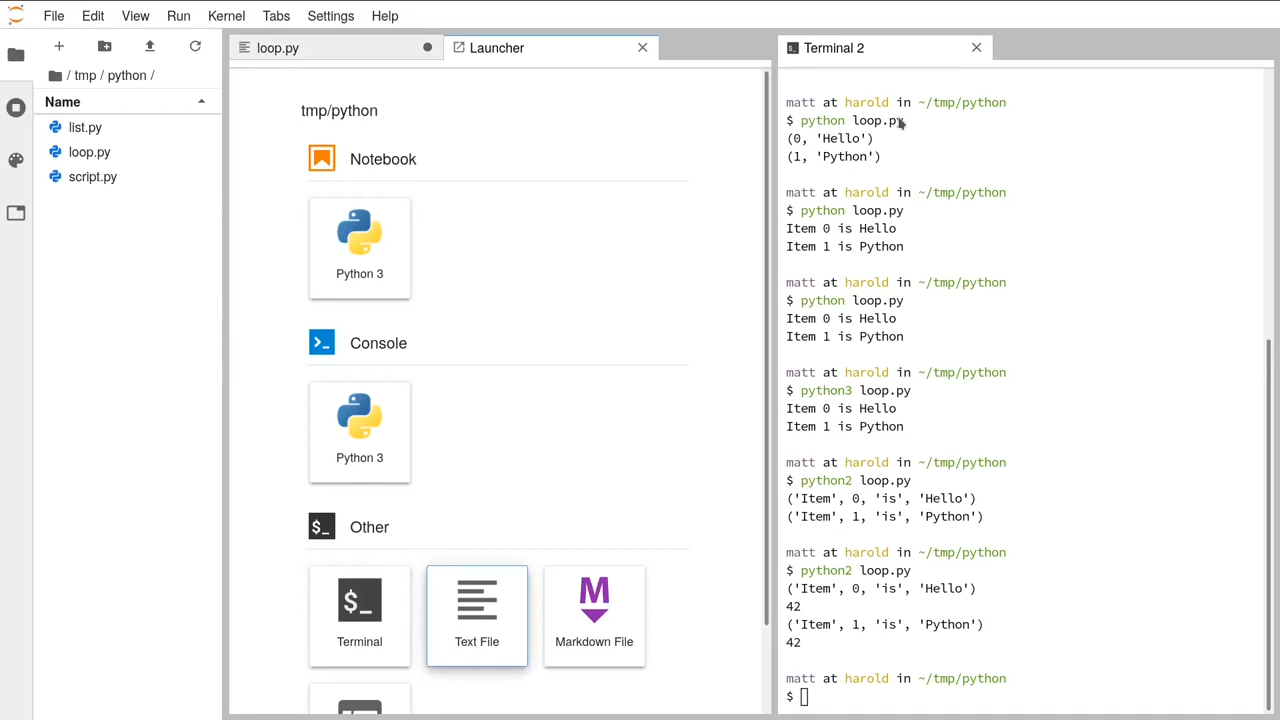 File Edit View Run Kernel Tabs Settings Help
/ tmp / python /
Name
list.py
loop.py
script.py
loop.py
Launcher
tmp/python
Notebook
Python 3
Console
Python 3
Other
$_
Terminal
Text File
M
Markdown File
Terminal 2
matt at harold in ~/tmp/python
$ python loop.py
(0, 'Hello')
(1, 'Python')
matt at harold in ~/tmp/python
$ python loop.py
Item 0 is Hello
Item 1 is Python
matt at harold in ~/tmp/python
$ python loop.py
Item 0 is Hello
Item 1 is Python
matt at harold in ~/tmp/python
$ python3 loop.py
Item 0 is Hello
Item 1 is Python
matt at harold in ~/tmp/python
$ python2 loop.py
('Item', 0, 'is', 'Hello')
('Item', 1, 'is', 'Python')
matt at harold in ~/tmp/python
$ python2 loop.py
('Item', 0, 'is', 'Hello')
42
('Item', 1, 'is', 'Python')
42
matt at harold in ~/tmp/python
$